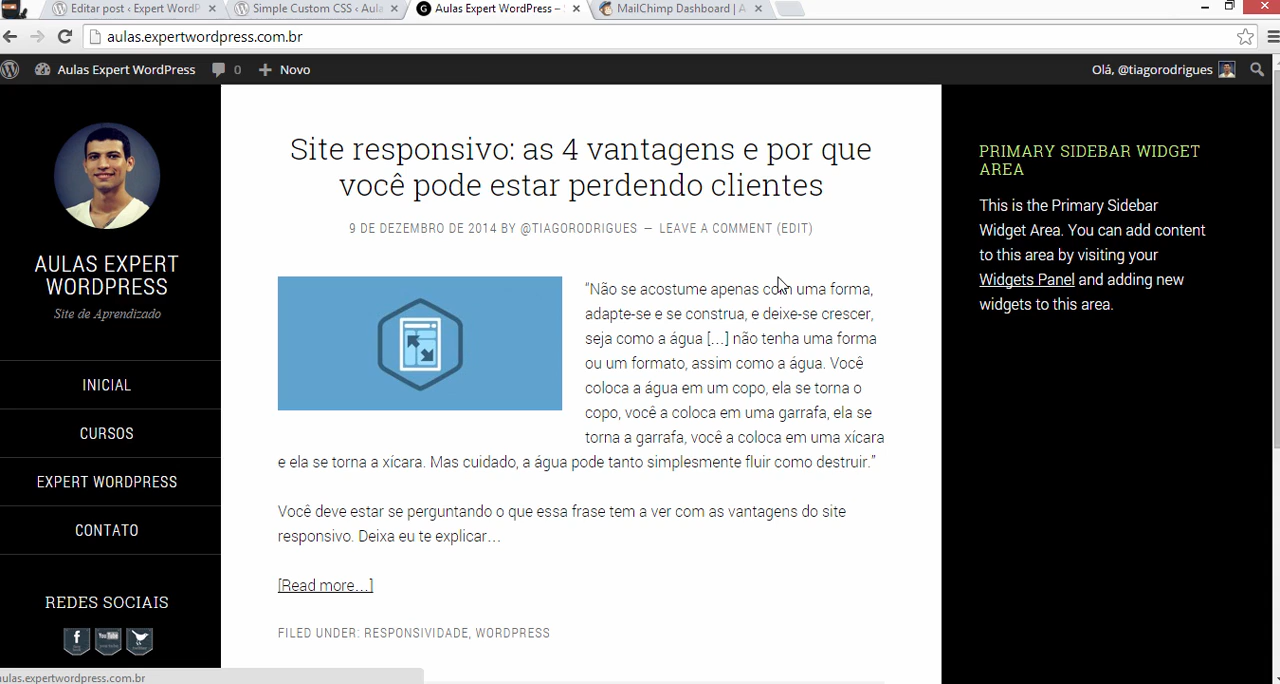 Editar post ‹ Expert WordP
Simple Custom CSS ‹ Aula
Aulas Expert WordPress –
MailChimp Dashboard | A
aulas.expertwordpress.com.br
Aulas Expert WordPress
0
Novo
Olá, @tiagorodrigues
AULAS EXPERT
WORDPRESS
Site de Aprendizado
INICIAL
CURSOS
EXPERT WORDPRESS
CONTATO
REDES SOCIAIS
Site responsivo: as 4 vantagens e por que
você pode estar perdendo clientes
9 DE DEZEMBRO DE 2014 BY @TIAGORODRIGUES — LEAVE A COMMENT (EDIT)
“Não se acostume apenas com uma forma,
adapte-se e se construa, e deixe-se crescer,
seja como a água […] não tenha uma forma
ou um formato, assim como a água. Você
coloca a água em um copo, ela se torna o
copo, você a coloca em uma garrafa, ela se
torna a garrafa, você a coloca em uma xícara
e ela se torna a xícara. Mas cuidado, a água pode tanto simplesmente fluir como destruir.”
Você deve estar se perguntando o que essa frase tem a ver com as vantagens do site
responsivo. Deixa eu te explicar…
[Read more…]
FILED UNDER: RESPONSIVIDADE, WORDPRESS
PRIMARY SIDEBAR WIDGET
AREA
This is the Primary Sidebar
Widget Area. You can add content
to this area by visiting your
Widgets Panel and adding new
widgets to this area.
aulas.expertwordpress.com.br